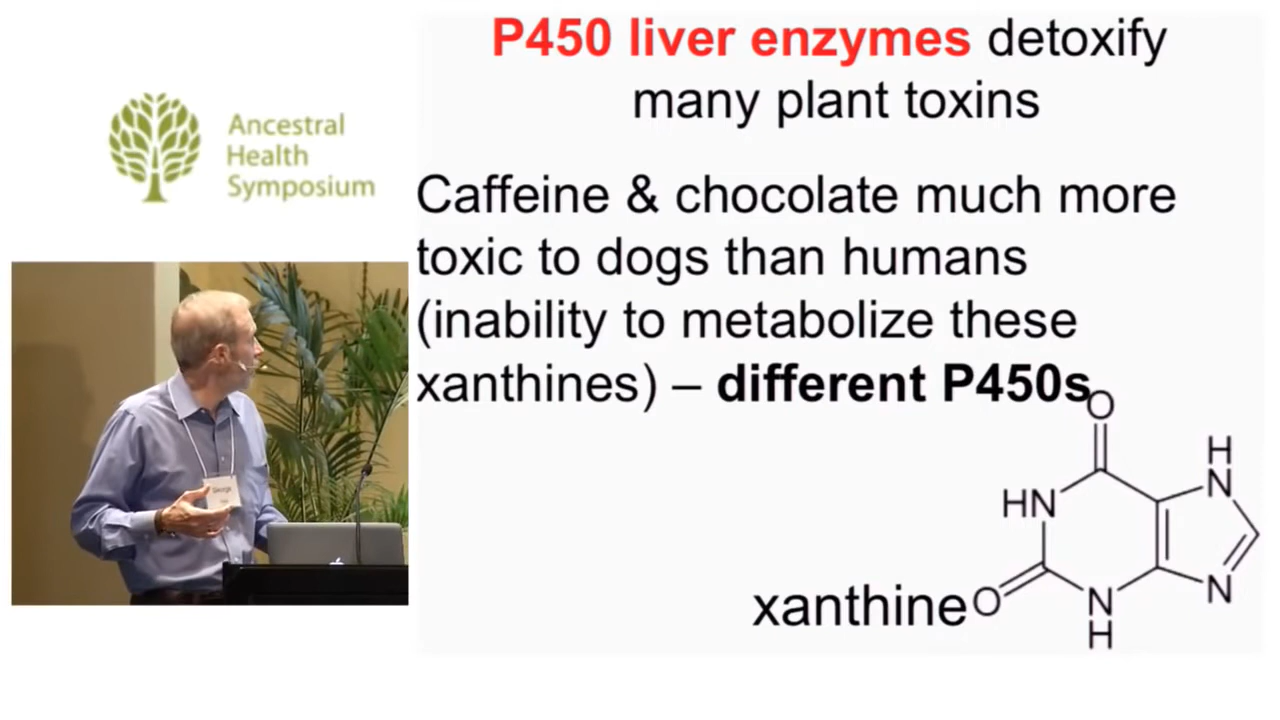 P450 liver enzymes detoxify
many plant toxins
Ancestral
Health
Symposium
Caffeine & chocolate much more
toxic to dogs than humans
(inability to metabolize these
xanthines) – different P450s
George
O
H
N
HN
N
O
N
H
xanthine